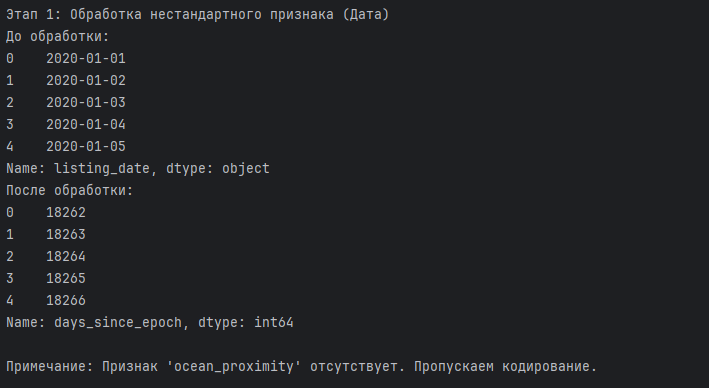 Этап 1: Обработка нестандартного признака (Дата)
До обработки:
0    2020-01-01
1    2020-01-02
2    2020-01-03
3    2020-01-04
4    2020-01-05
Name: listing_date, dtype: object
После обработки:
0    18262
1    18263
2    18264
3    18265
4    18266
Name: days_since_epoch, dtype: int64
Примечание: Признак 'ocean_proximity' отсутствует. Пропускаем кодирование.